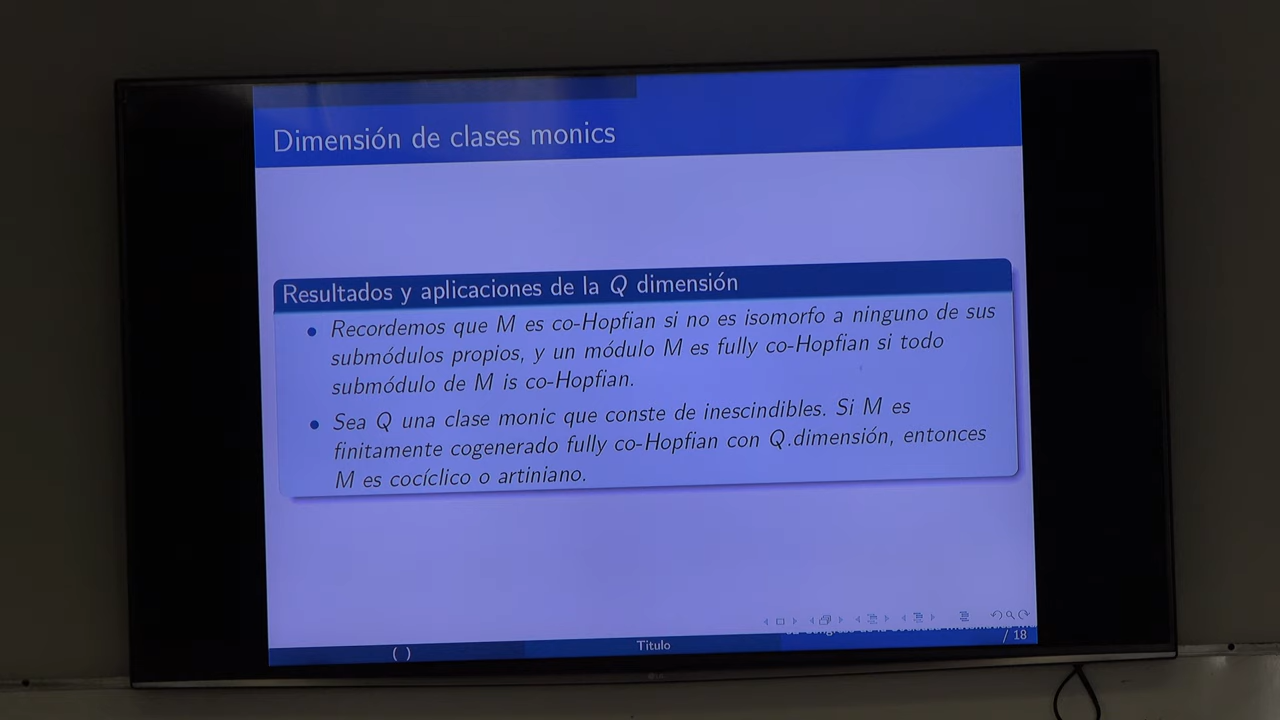 Dimensión de clases monics
Resultados y aplicaciones de la Q dimensión
Recordemos que M es co-Hopfian si no es isomorfo a ninguno de sus
submódulos propios, y un módulo M es fully co-Hopfian si todo
submódulo de M is co-Hopfian.
Sea Q una clase monic que conste de inescindibles. Si M es
finitamente cogenerado fully co-Hopfian con Q.dimensión, entonces
M es cocíclico o artiniano.
( )
Titulo
/ 18
LG